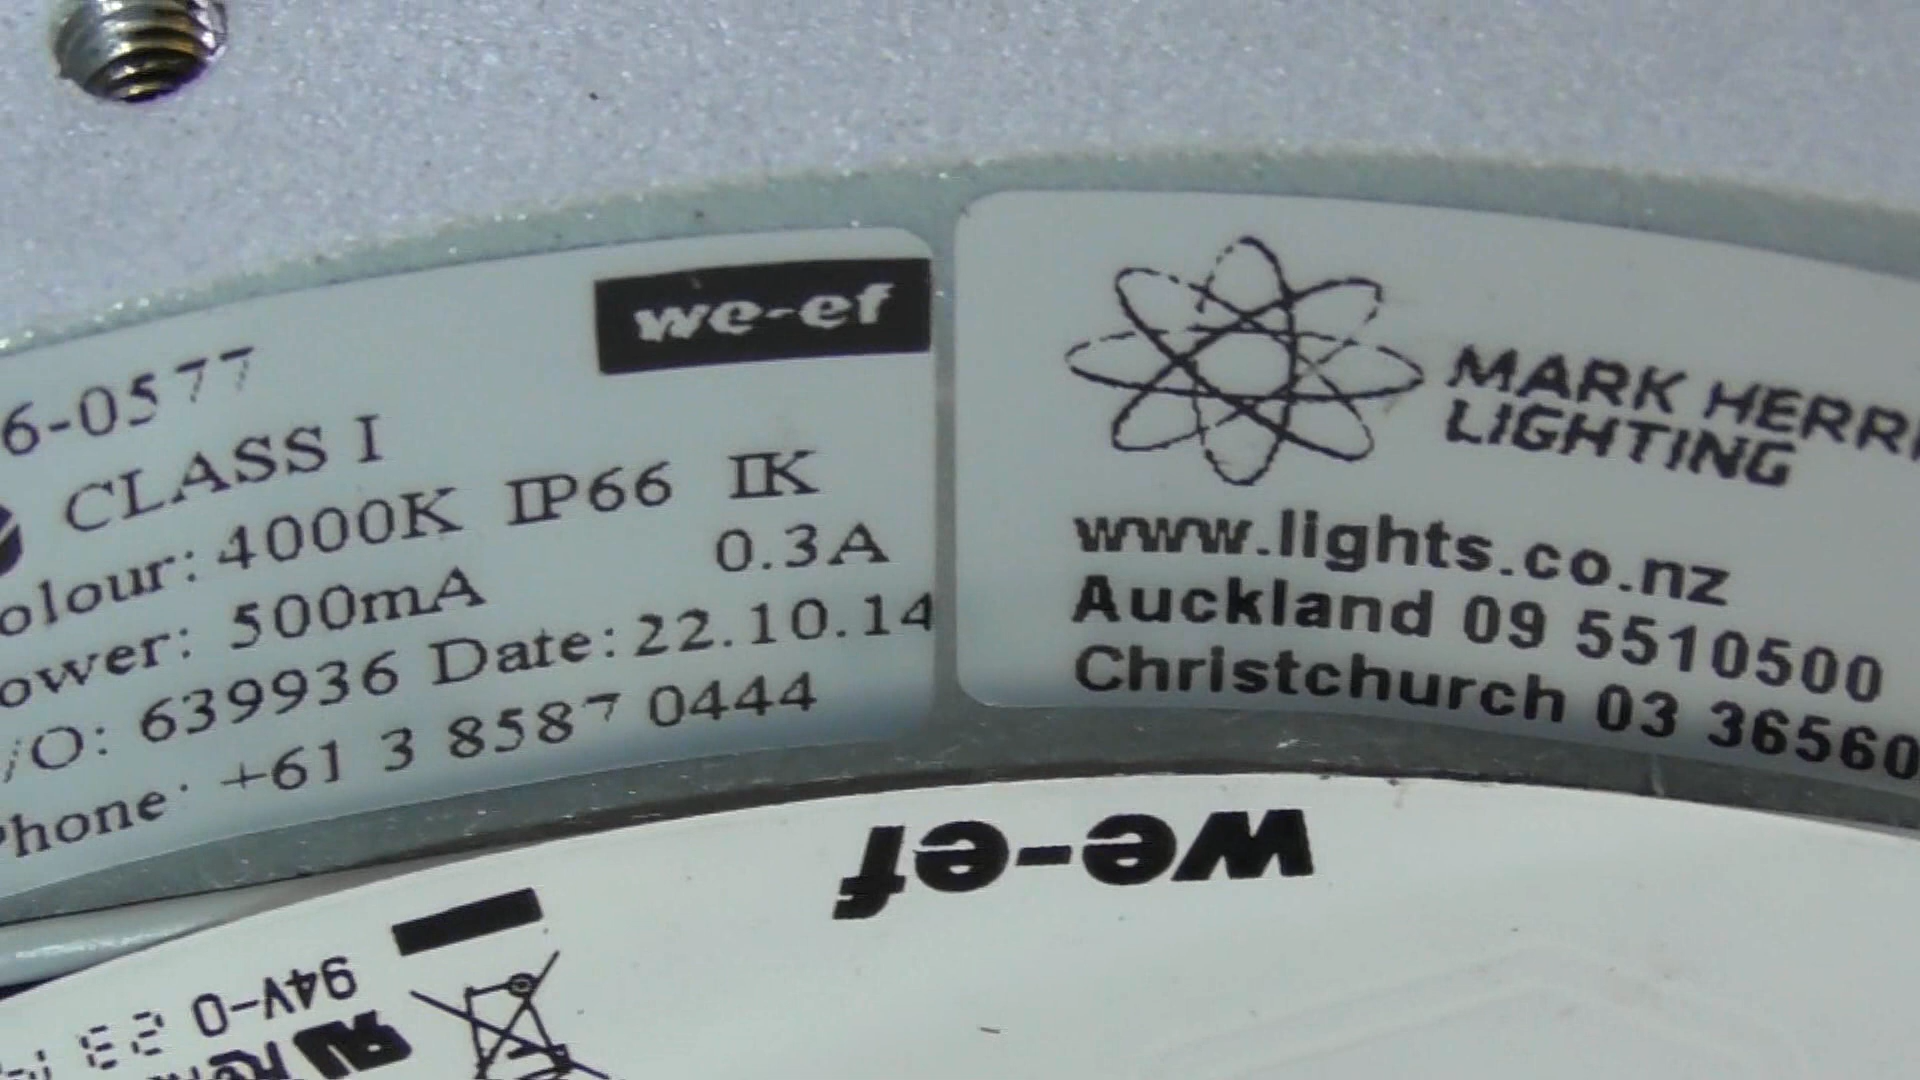 we-ef
6-0577
CLASS I
olour: 4000K IP66 IK
ower: 500mA 0.3A
/O: 639936 Date: 22.10.14
Phone: +61 3 8587 0444
MARK HERRI
LIGHTING
www.lights.co.nz
Auckland 09 5510500
Christchurch 03 36560
we-ef
94V-0